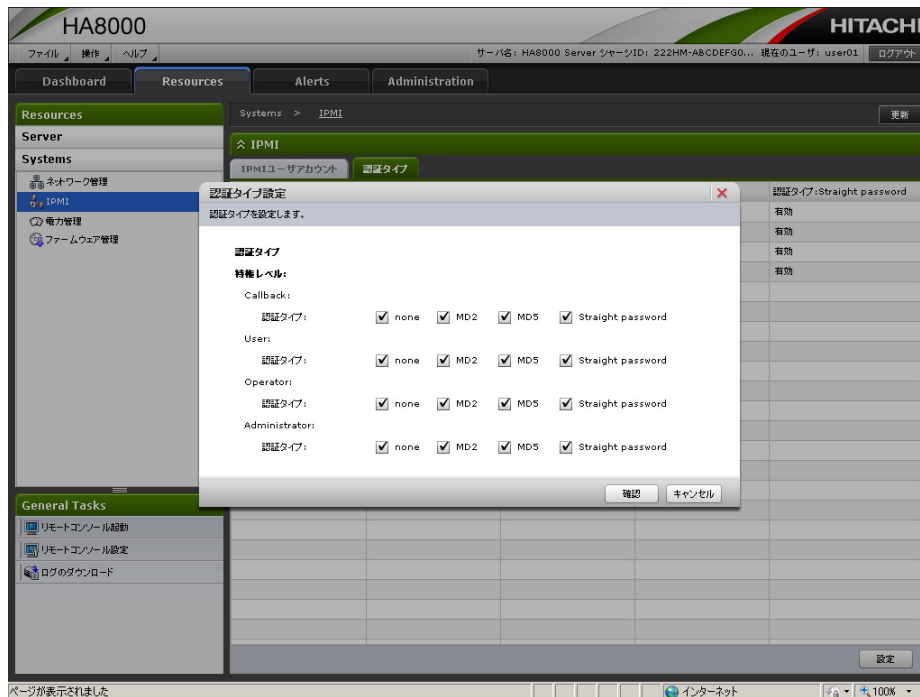 HA8000
HITACHI
ファイル 操作 ヘルプ
サーバ名: HA8000 Server シャーシID: 222HM-ABCDEFG0... 現在のユーザ: user01 ログアウト
Dashboard Resources Alerts Administration
Resources
Server
Systems
ネットワーク管理
IPMI
電力管理
ファームウェア管理
Systems > IPMI
更新
IPMI
IPMIユーザアカウント 認証タイプ
認証タイプ:Straight password
有効
有効
有効
有効
認証タイプ設定
認証タイプを設定します。
認証タイプ
特権レベル:
Callback:
認証タイプ: none MD2 MD5 Straight password
User:
認証タイプ: none MD2 MD5 Straight password
Operator:
認証タイプ: none MD2 MD5 Straight password
Administrator:
認証タイプ: none MD2 MD5 Straight password
確認 キャンセル
General Tasks
リモートコンソール起動
リモートコンソール設定
ログのダウンロード
設定
ページが表示されました
インターネット
100%